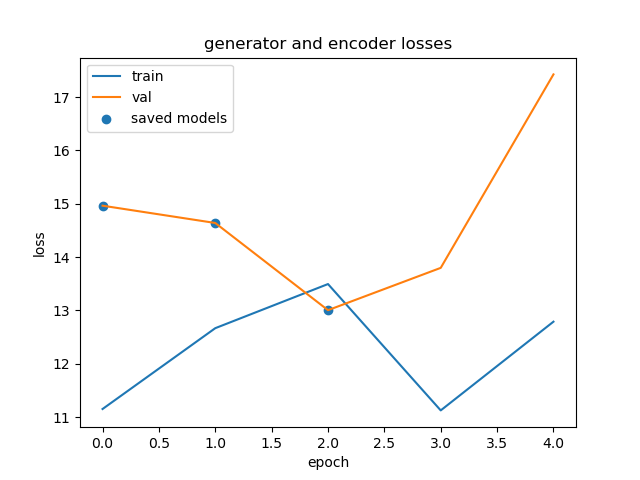 generator and encoder losses
train
val
saved models
17
16
15
14
13
12
11
loss
0.0 0.5 1.0 1.5 2.0 2.5 3.0 3.5 4.0
epoch